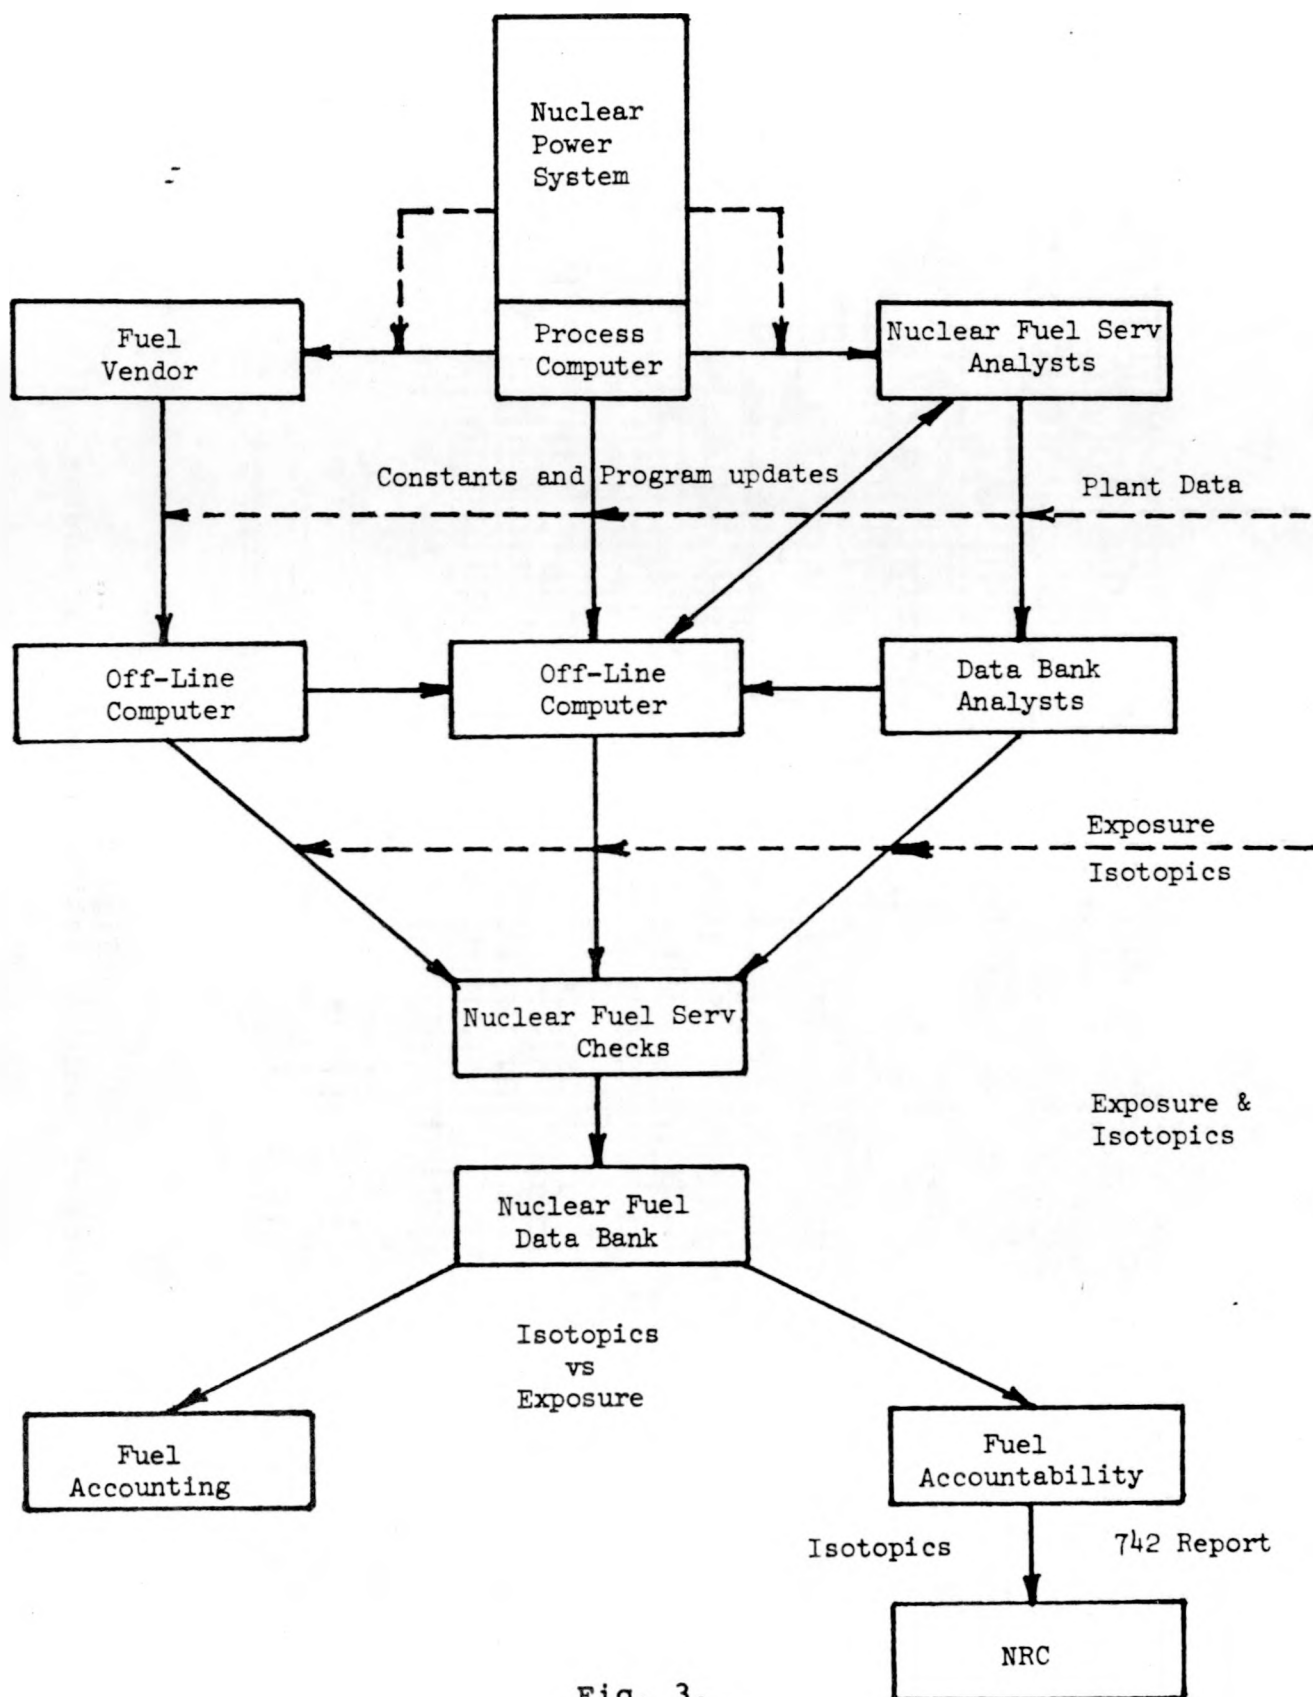 Nuclear
Power
System
Fuel
Vendor
Process
Computer
Nuclear Fuel Serv
Analysts
Constants and Program updates
Plant Data
Off-Line
Computer
Off-Line
Computer
Data Bank
Analysts
Exposure
Isotopics
Nuclear Fuel Serv.
Checks
Exposure &
Isotopics
Nuclear Fuel
Data Bank
Isotopics
vs
Exposure
Fuel
Accounting
Fuel
Accountability
Isotopics
742 Report
NRC
Fig. 3.